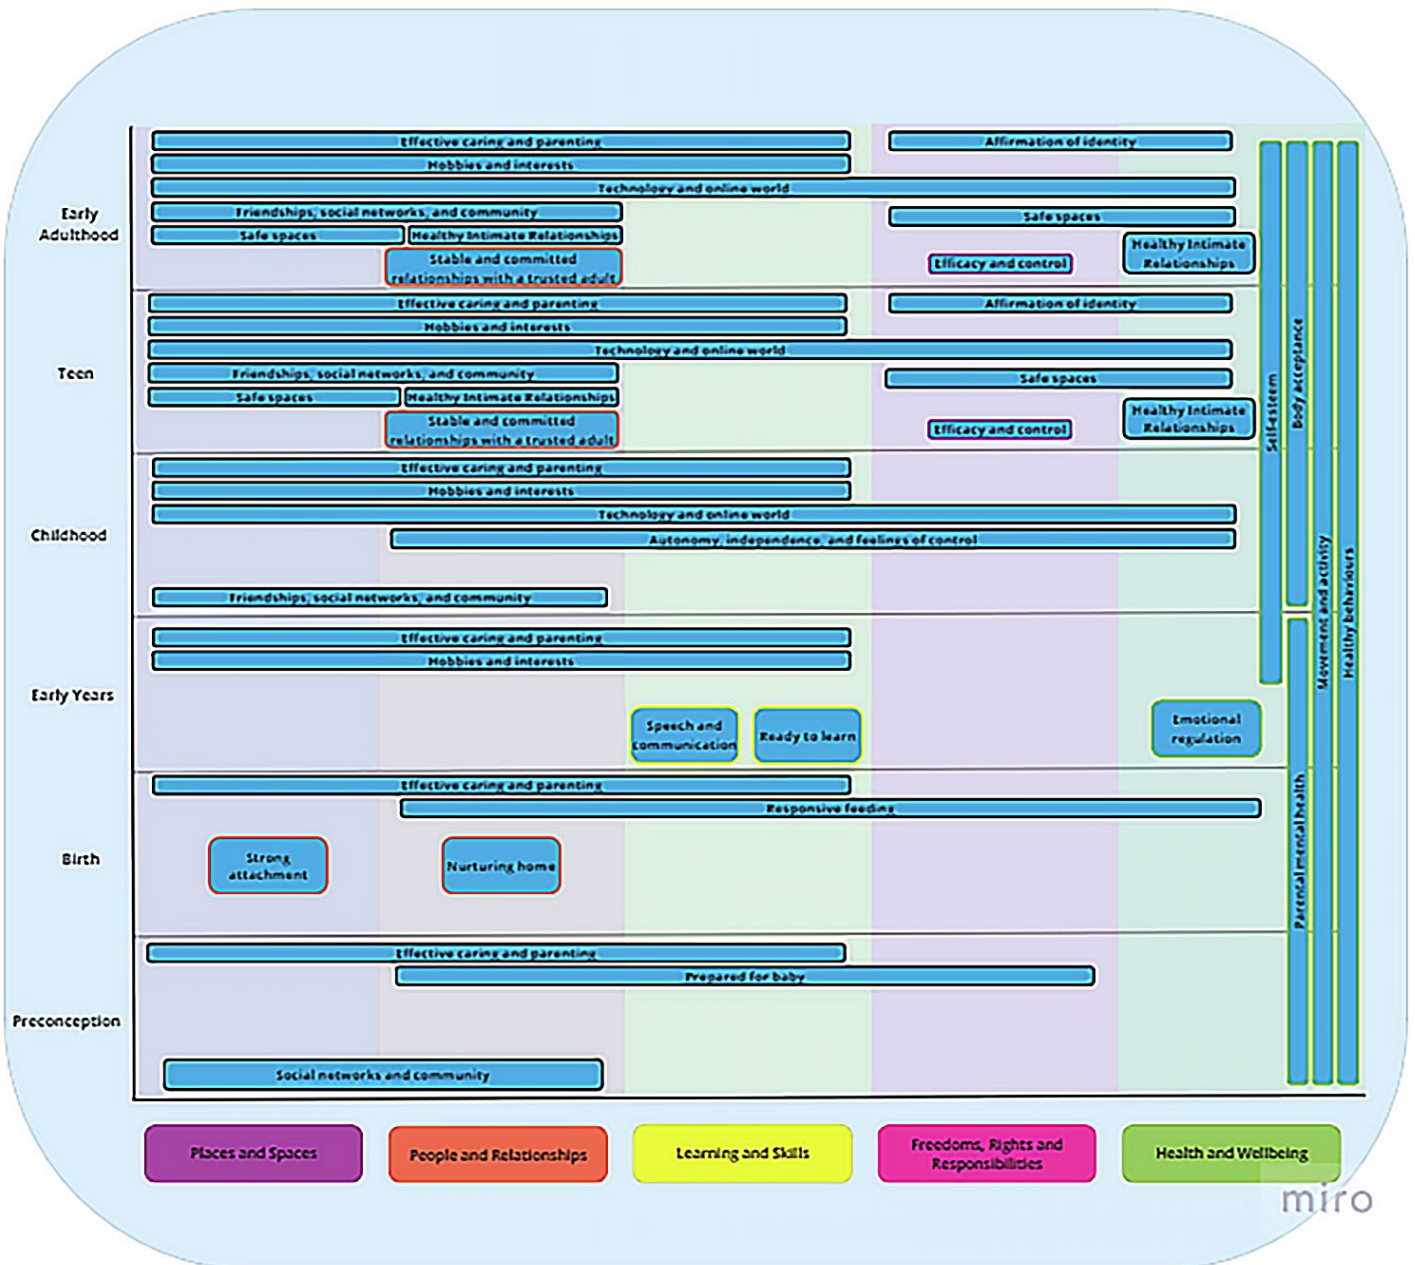 Effective caring and parenting
Affirmation of identity
Hobbies and interests
Technology and online world
Early
Adulthood
Friendships, social networks, and community
Safe spaces
Safe spaces
Healthy Intimate Relationships
Healthy Intimate
Relationships
Stable and committed
relationships with a trusted adult
Efficacy and control
Effective caring and parenting
Affirmation of identity
Hobbies and interests
Technology and online world
Teen
Friendships, social networks, and community
Safe spaces
Safe spaces
Healthy Intimate Relationships
Healthy Intimate
Relationships
Stable and committed
relationships with a trusted adult
Efficacy and control
Effective caring and parenting
Hobbies and interests
Technology and online world
Childhood
Autonomy, independence, and feelings of control
Friendships, social networks, and community
Effective caring and parenting
Hobbies and interests
Early Years
Speech and
communication
Ready to learn
Emotional
regulation
Effective caring and parenting
Responsive feeding
Birth
Strong
attachment
Nurturing home
Effective caring and parenting
Prepared for baby
Preconception
Social networks and community
Self-esteem
Body acceptance
Parental mental health
Movement and activity
Healthy behaviours
Places and Spaces
People and Relationships
Learning and Skills
Freedoms, Rights and
Responsibilities
Health and Wellbeing
miro